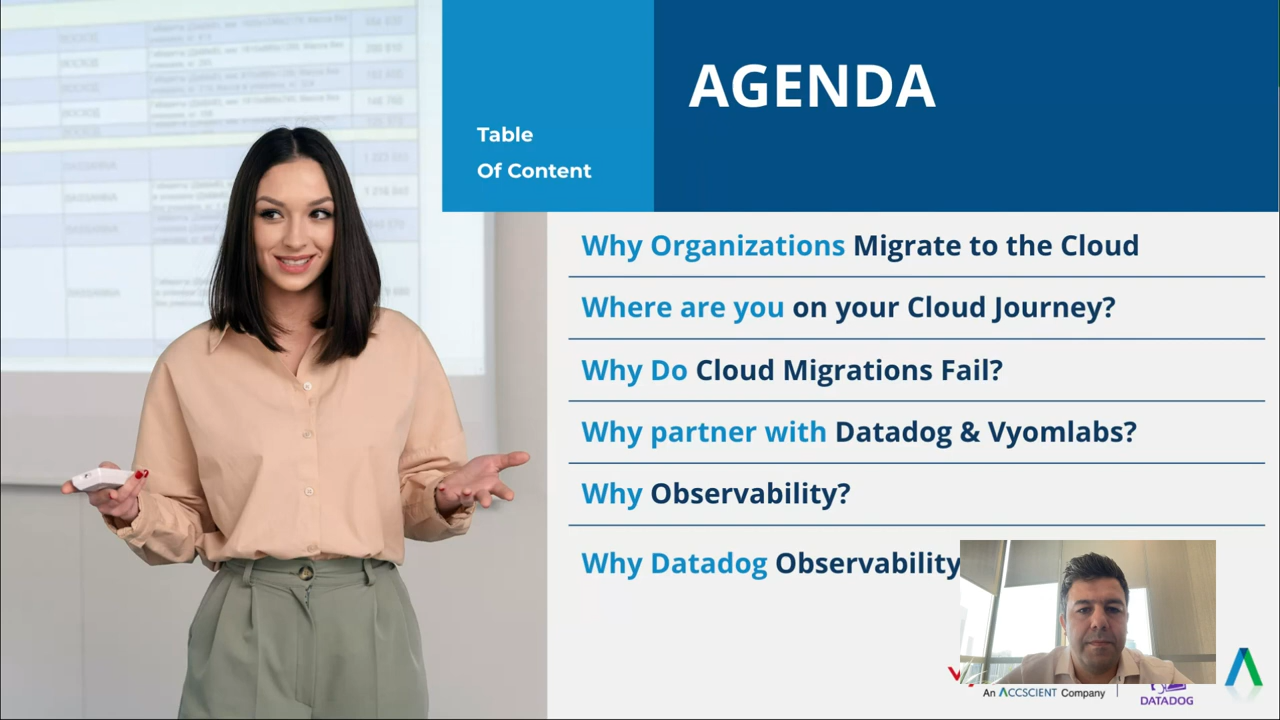 AGENDA
Table
Of Content
Why Organizations Migrate to the Cloud
Where are you on your Cloud Journey?
Why Do Cloud Migrations Fail?
Why partner with Datadog & Vyomlabs?
Why Observability?
Why Datadog Observability
An ACCSCIENT Company
DATADOG